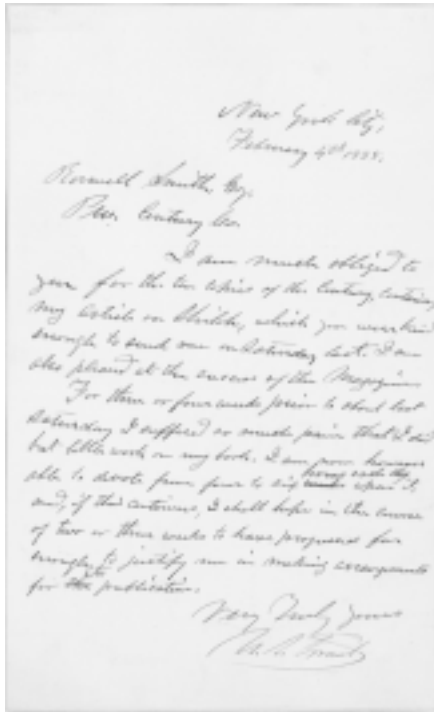 New York City,
February 4th 1885.
Roswell Smith, Esq.
Pres. Century Co.
I am much obliged to
you for the ten copies of the Century, containing
my article on Shiloh, which you were kind
enough to send me on Saturday last. I am
also pleased at the success of the Magazine
For three or four weeks prior to about last
Saturday I suffered so much pain that I did
but little work on my book. I am now however
able to devote from four to six hours each day upon it,
and, if this continues, I shall hope in the course
of two or three weeks to have progressed far
enough to justify me in making arrangements
for its publication.
Very Truly yours
U. S. Grant